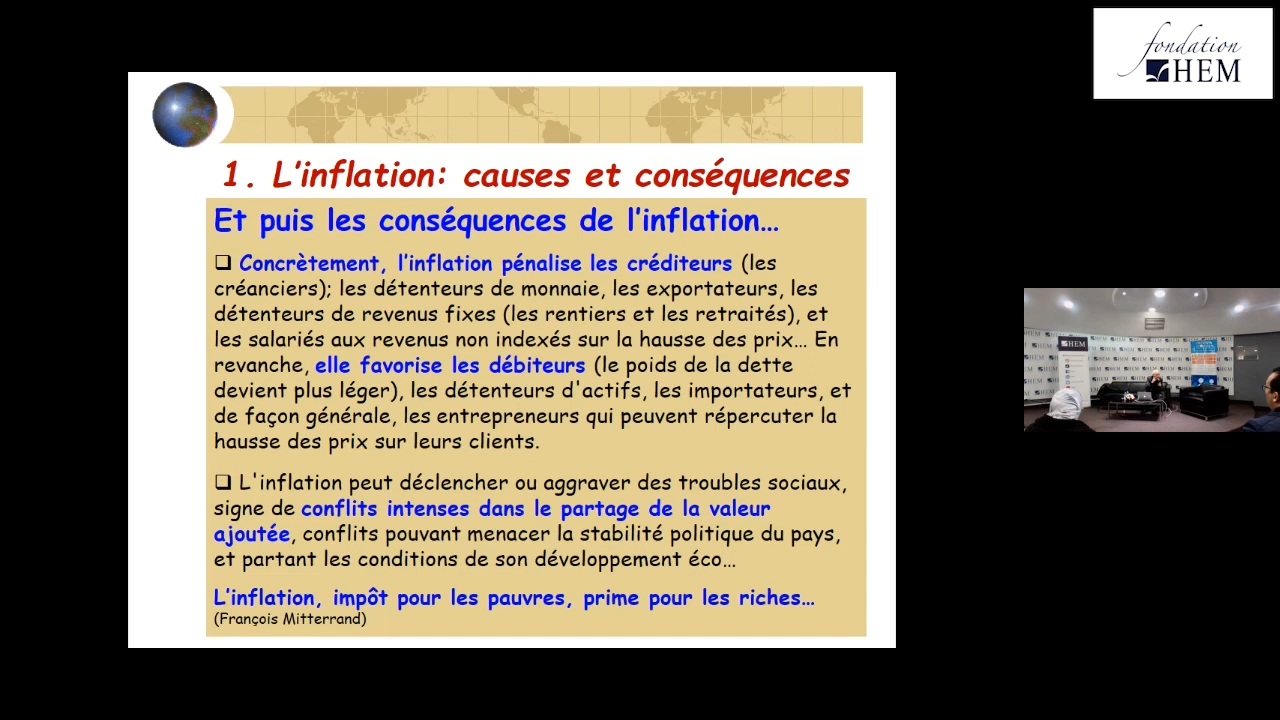 fondation
HEM
1. L'inflation: causes et conséquences
Et puis les conséquences de l'inflation…
❑ Concrètement, l'inflation pénalise les créditeurs (les
créanciers); les détenteurs de monnaie, les exportateurs, les
détenteurs de revenus fixes (les rentiers et les retraités), et
les salariés aux revenus non indexés sur la hausse des prix… En
revanche, elle favorise les débiteurs (le poids de la dette
devient plus léger), les détenteurs d'actifs, les importateurs, et
de façon générale, les entrepreneurs qui peuvent répercuter la
hausse des prix sur leurs clients.
❑ L'inflation peut déclencher ou aggraver des troubles sociaux,
signe de conflits intenses dans le partage de la valeur
ajoutée, conflits pouvant menacer la stabilité politique du pays,
et partant les conditions de son développement éco…
L'inflation, impôt pour les pauvres, prime pour les riches…
(François Mitterrand)
HEM